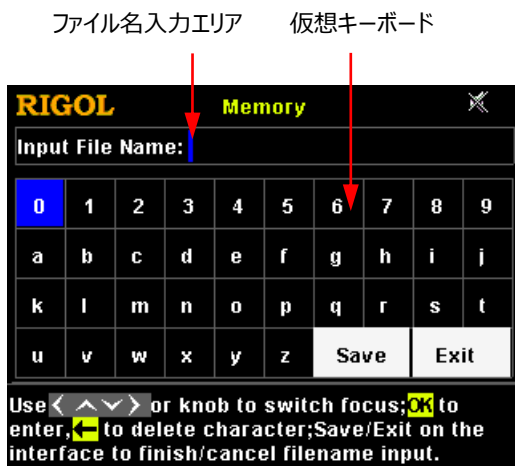 ファイル名入力エリア 仮想キーボード
RIGOL Memory
Input File Name:
0 1 2 3 4 5 6 7 8 9
a b c d e f g h i j
k l m n o p q r s t
u v w x y z Save Exit
Use < ∧ ∨ > or knob to switch focus;OK to
enter,← to delete character;Save/Exit on the
interface to finish/cancel filename input.